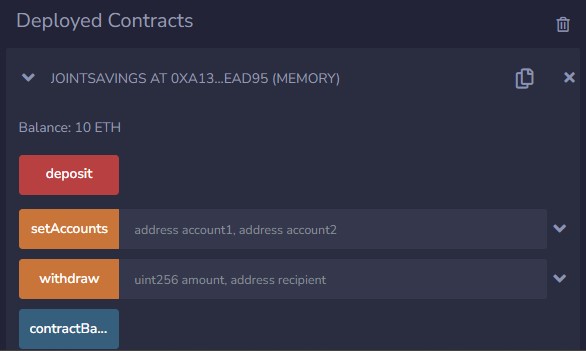 Deployed Contracts
JOINTSAVINGS AT 0XA13...EAD95 (MEMORY)
Balance: 10 ETH
deposit
setAccounts address account1, address account2
withdraw uint256 amount, address recipient
contractBa...